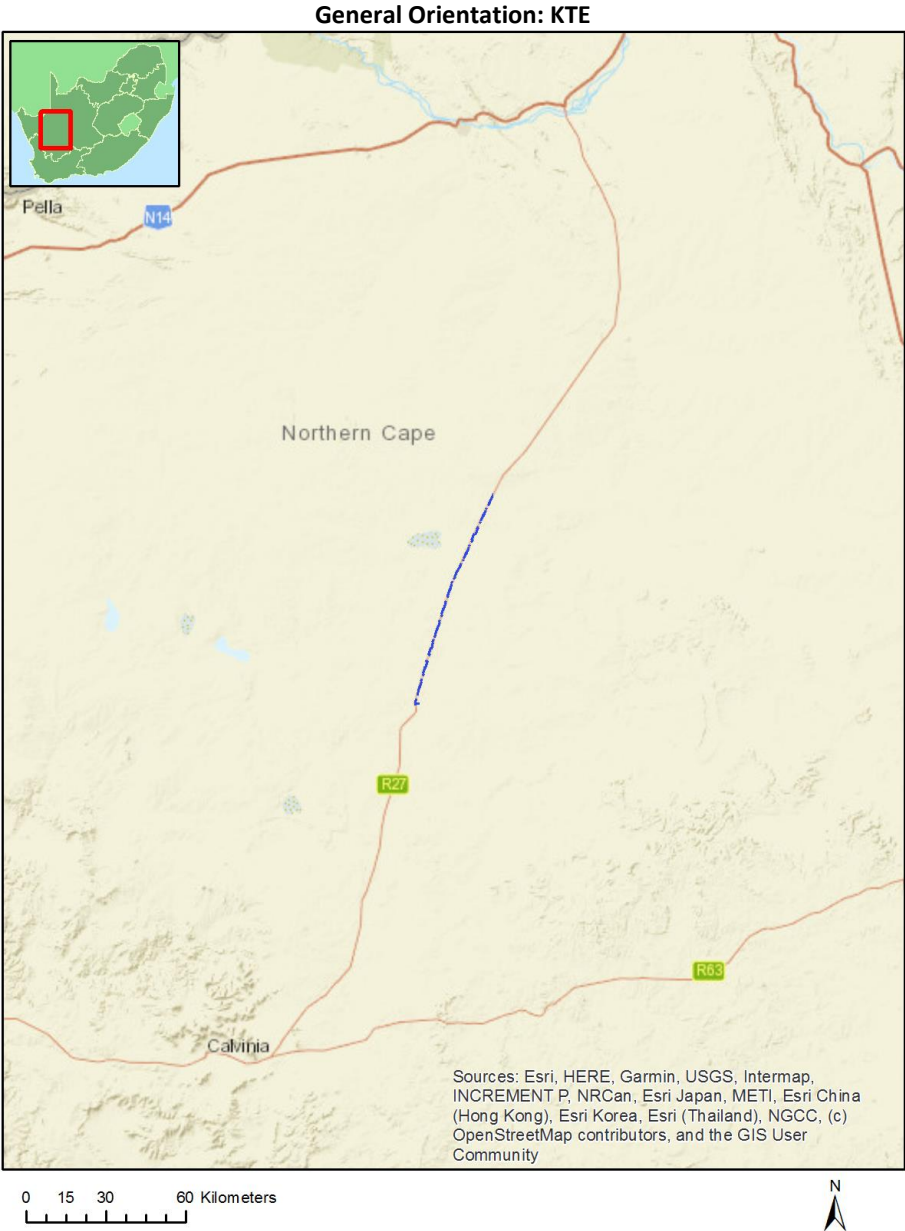 General Orientation: KTE
Pella
N14
Northern Cape
R27
R63
Calvinia
Sources: Esri, HERE, Garmin, USGS, Intermap,
INCREMENT P, NRCan, Esri Japan, METI, Esri China
(Hong Kong), Esri Korea, Esri (Thailand), NGCC, (c)
OpenStreetMap contributors, and the GIS User
Community
0 15 30 60 Kilometers
N